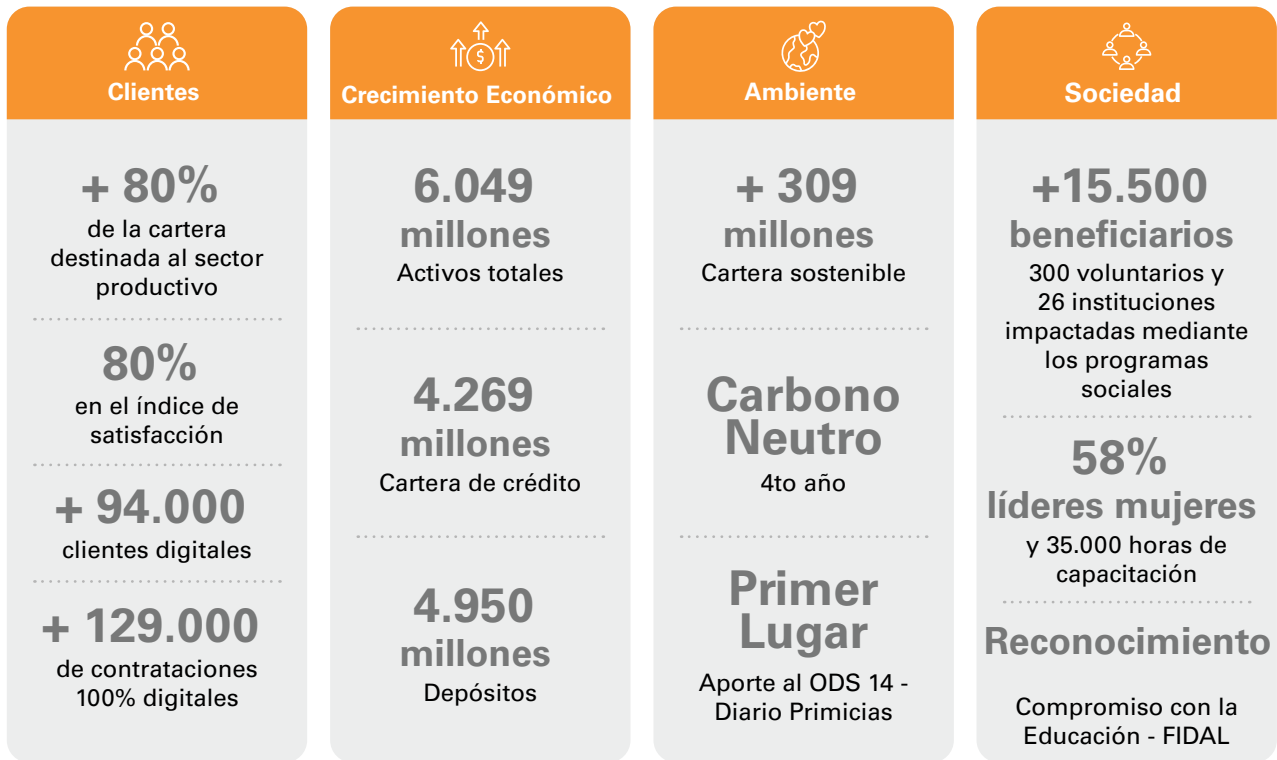 Clientes
+ 80%
de la cartera
destinada al sector
productivo
80%
en el índice de
satisfacción
+ 94.000
clientes digitales
+ 129.000
de contrataciones
100% digitales
Crecimiento Económico
6.049
millones
Activos totales
4.269
millones
Cartera de crédito
4.950
millones
Depósitos
Ambiente
+ 309
millones
Cartera sostenible
Carbono
Neutro
4to año
Primer
Lugar
Aporte al ODS 14 -
Diario Primicias
Sociedad
+15.500
beneficiarios
300 voluntarios y
26 instituciones
impactadas mediante
los programas
sociales
58%
líderes mujeres
y 35.000 horas de
capacitación
Reconocimiento
Compromiso con la
Educación - FIDAL